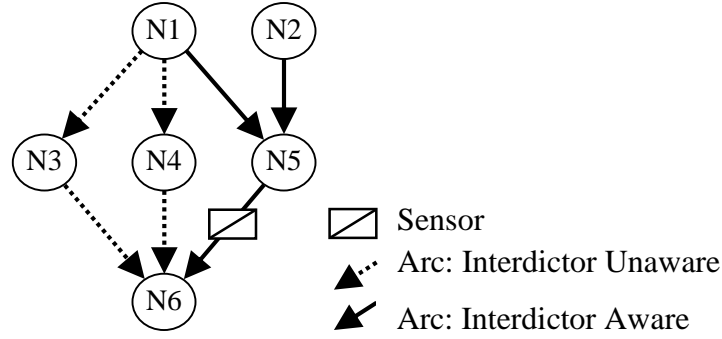 N1 N2
N3 N4 N5
Sensor
Arc: Interdictor Unaware
N6
Arc: Interdictor Aware